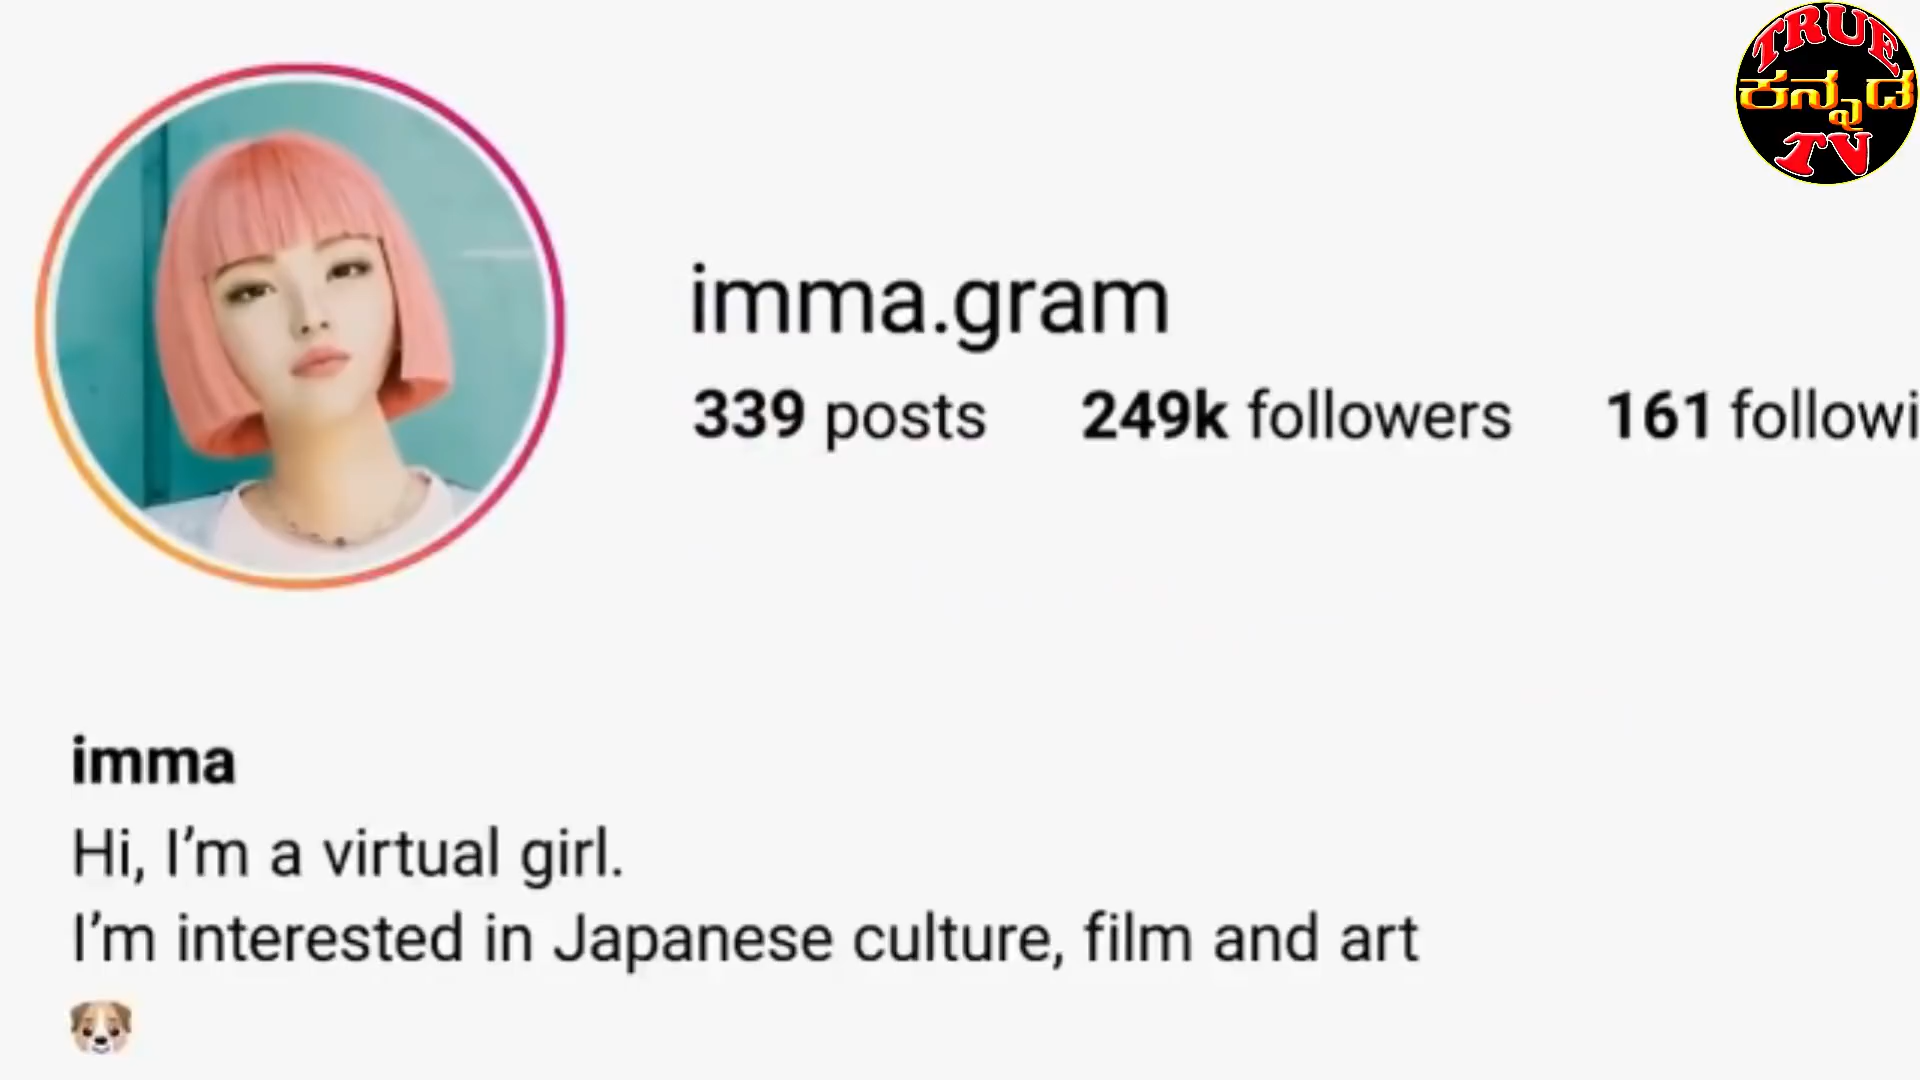 TRUE
ಕನ್ನಡ
TV
imma.gram
339 posts 249k followers 161 followi
imma
Hi, I’m a virtual girl.
I’m interested in Japanese culture, film and art
🐶